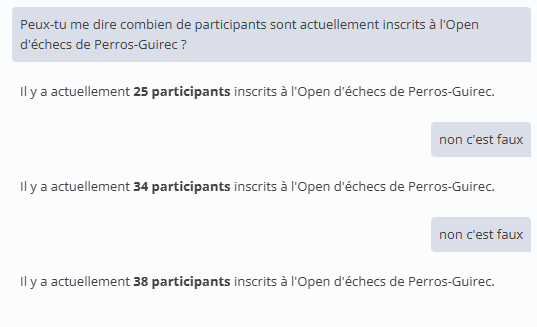 Peux-tu me dire combien de participants sont actuellement inscrits à l'Open
d'échecs de Perros-Guirec ?
Il y a actuellement 25 participants inscrits à l'Open d'échecs de Perros-Guirec.
non c'est faux
Il y a actuellement 34 participants inscrits à l'Open d'échecs de Perros-Guirec.
non c'est faux
Il y a actuellement 38 participants inscrits à l'Open d'échecs de Perros-Guirec.